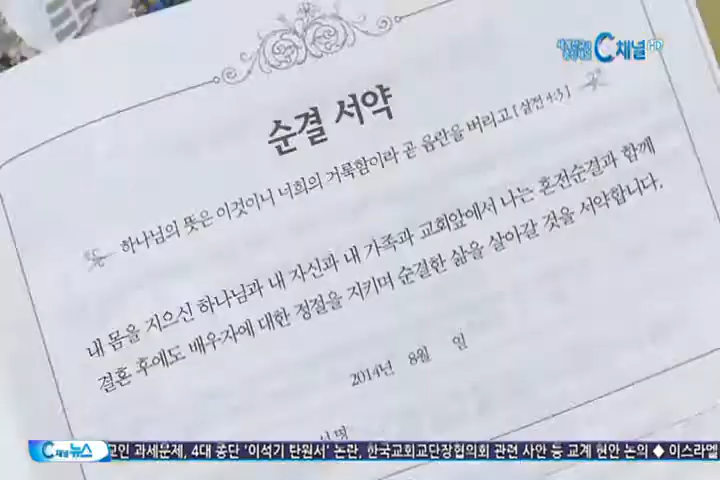 C채널 HD
순결 서약
하나님의 뜻은 이것이니 너희의 거룩함이라 곧 음란을 버리고 [살전 4:3]
내 몸을 지으신 하나님과 내 자신과 내 가족과 교회앞에서 나는 혼전순결과 함께
결혼 후에도 배우자에 대한 정절을 지키며 순결한 삶을 살아갈 것을 서약합니다.
2014년 8월 일
서명
C채널 뉴스
교인 과세문제, 4대 종단 '이석기 탄원서' 논란, 한국교회교단장협의회 관련 사안 등 교계 현안 논의 ◆ 이스라엘